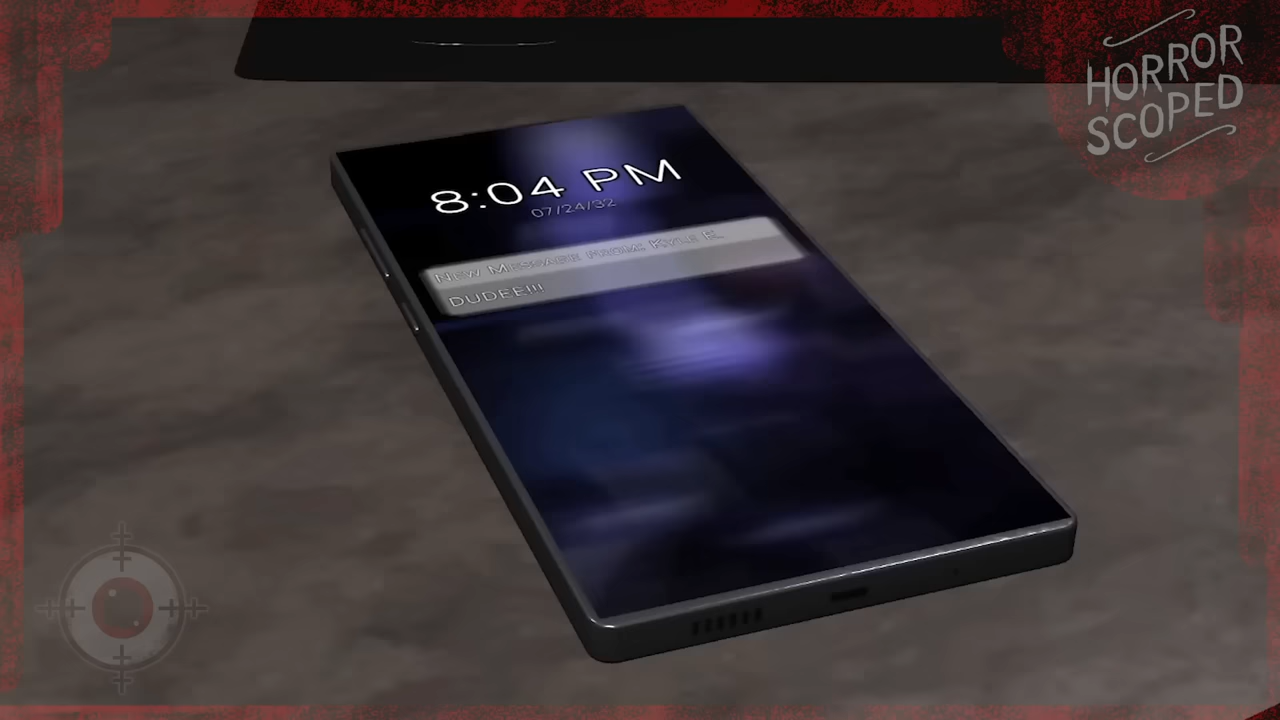 HORROR
SCOPED
8:04 PM
07/24/32
New Message from: Kyle E.
DUDEE!!!